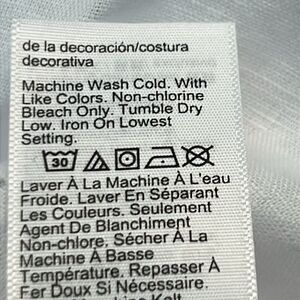 de la decoración/costura
decorativa
Machine Wash Cold. With
Like Colors. Non-chlorine
Bleach Only. Tumble Dry
Low. Iron On Lowest
Setting.
30
Laver À La Machine À L'eau
Froide. Laver En Séparant
Les Couleurs. Seulement
Agent De Blanchiment
Non-chlore. Sécher À La
Machine À Basse
Température. Repasser À
Fer Doux Si Nécessaire.